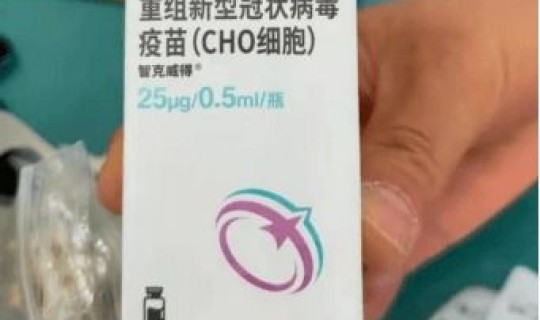 重组新型冠状病毒
疫苗(CHO细胞)
智克威得®
25μg/0.5ml/瓶